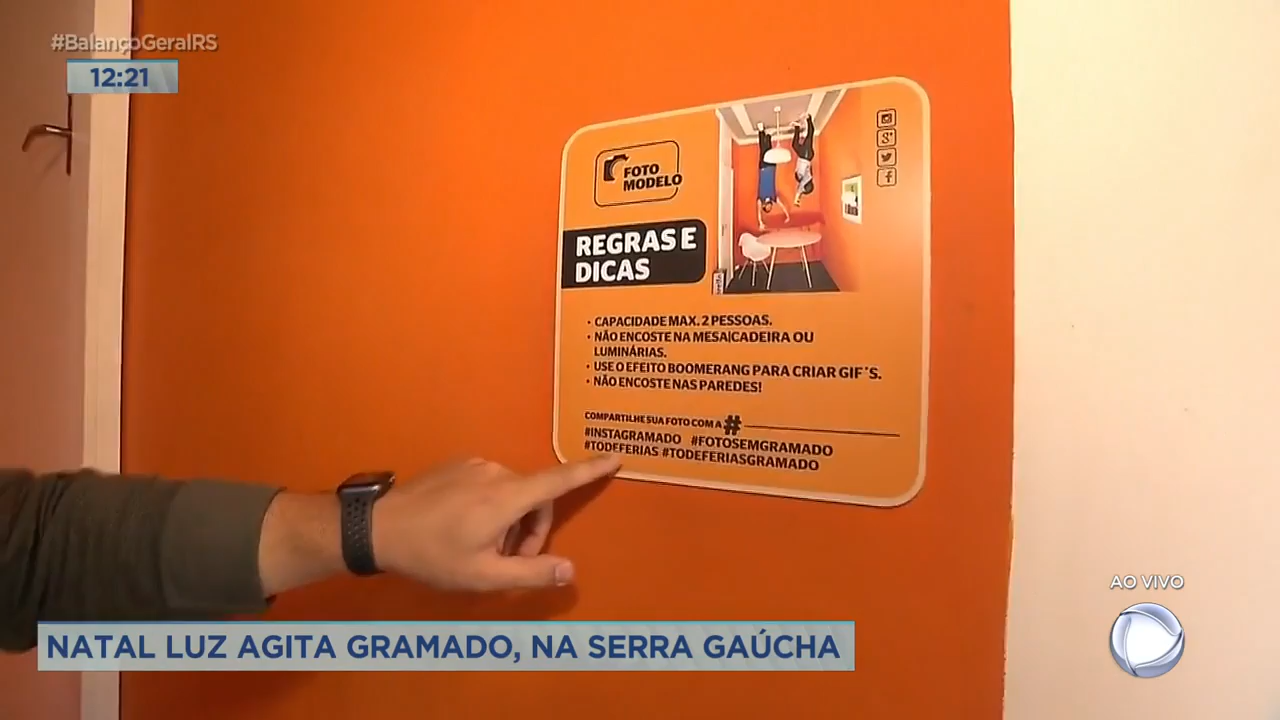 #BalançoGeralRS
12:21
FOTO
MODELO
REGRAS E
DICAS
• CAPACIDADE MAX. 2 PESSOAS.
• NÃO ENCOSTE NA MESA|CADEIRA OU
LUMINÁRIAS.
• USE O EFEITO BOOMERANG PARA CRIAR GIF'S.
• NÃO ENCOSTE NAS PAREDES!
COMPARTILHE SUA FOTO COM A #
#INSTAGRAMADO #FOTOSEMGRAMADO
#TODEFERIAS #TODEFERIASGRAMADO
AO VIVO
NATAL LUZ AGITA GRAMADO, NA SERRA GAÚCHA